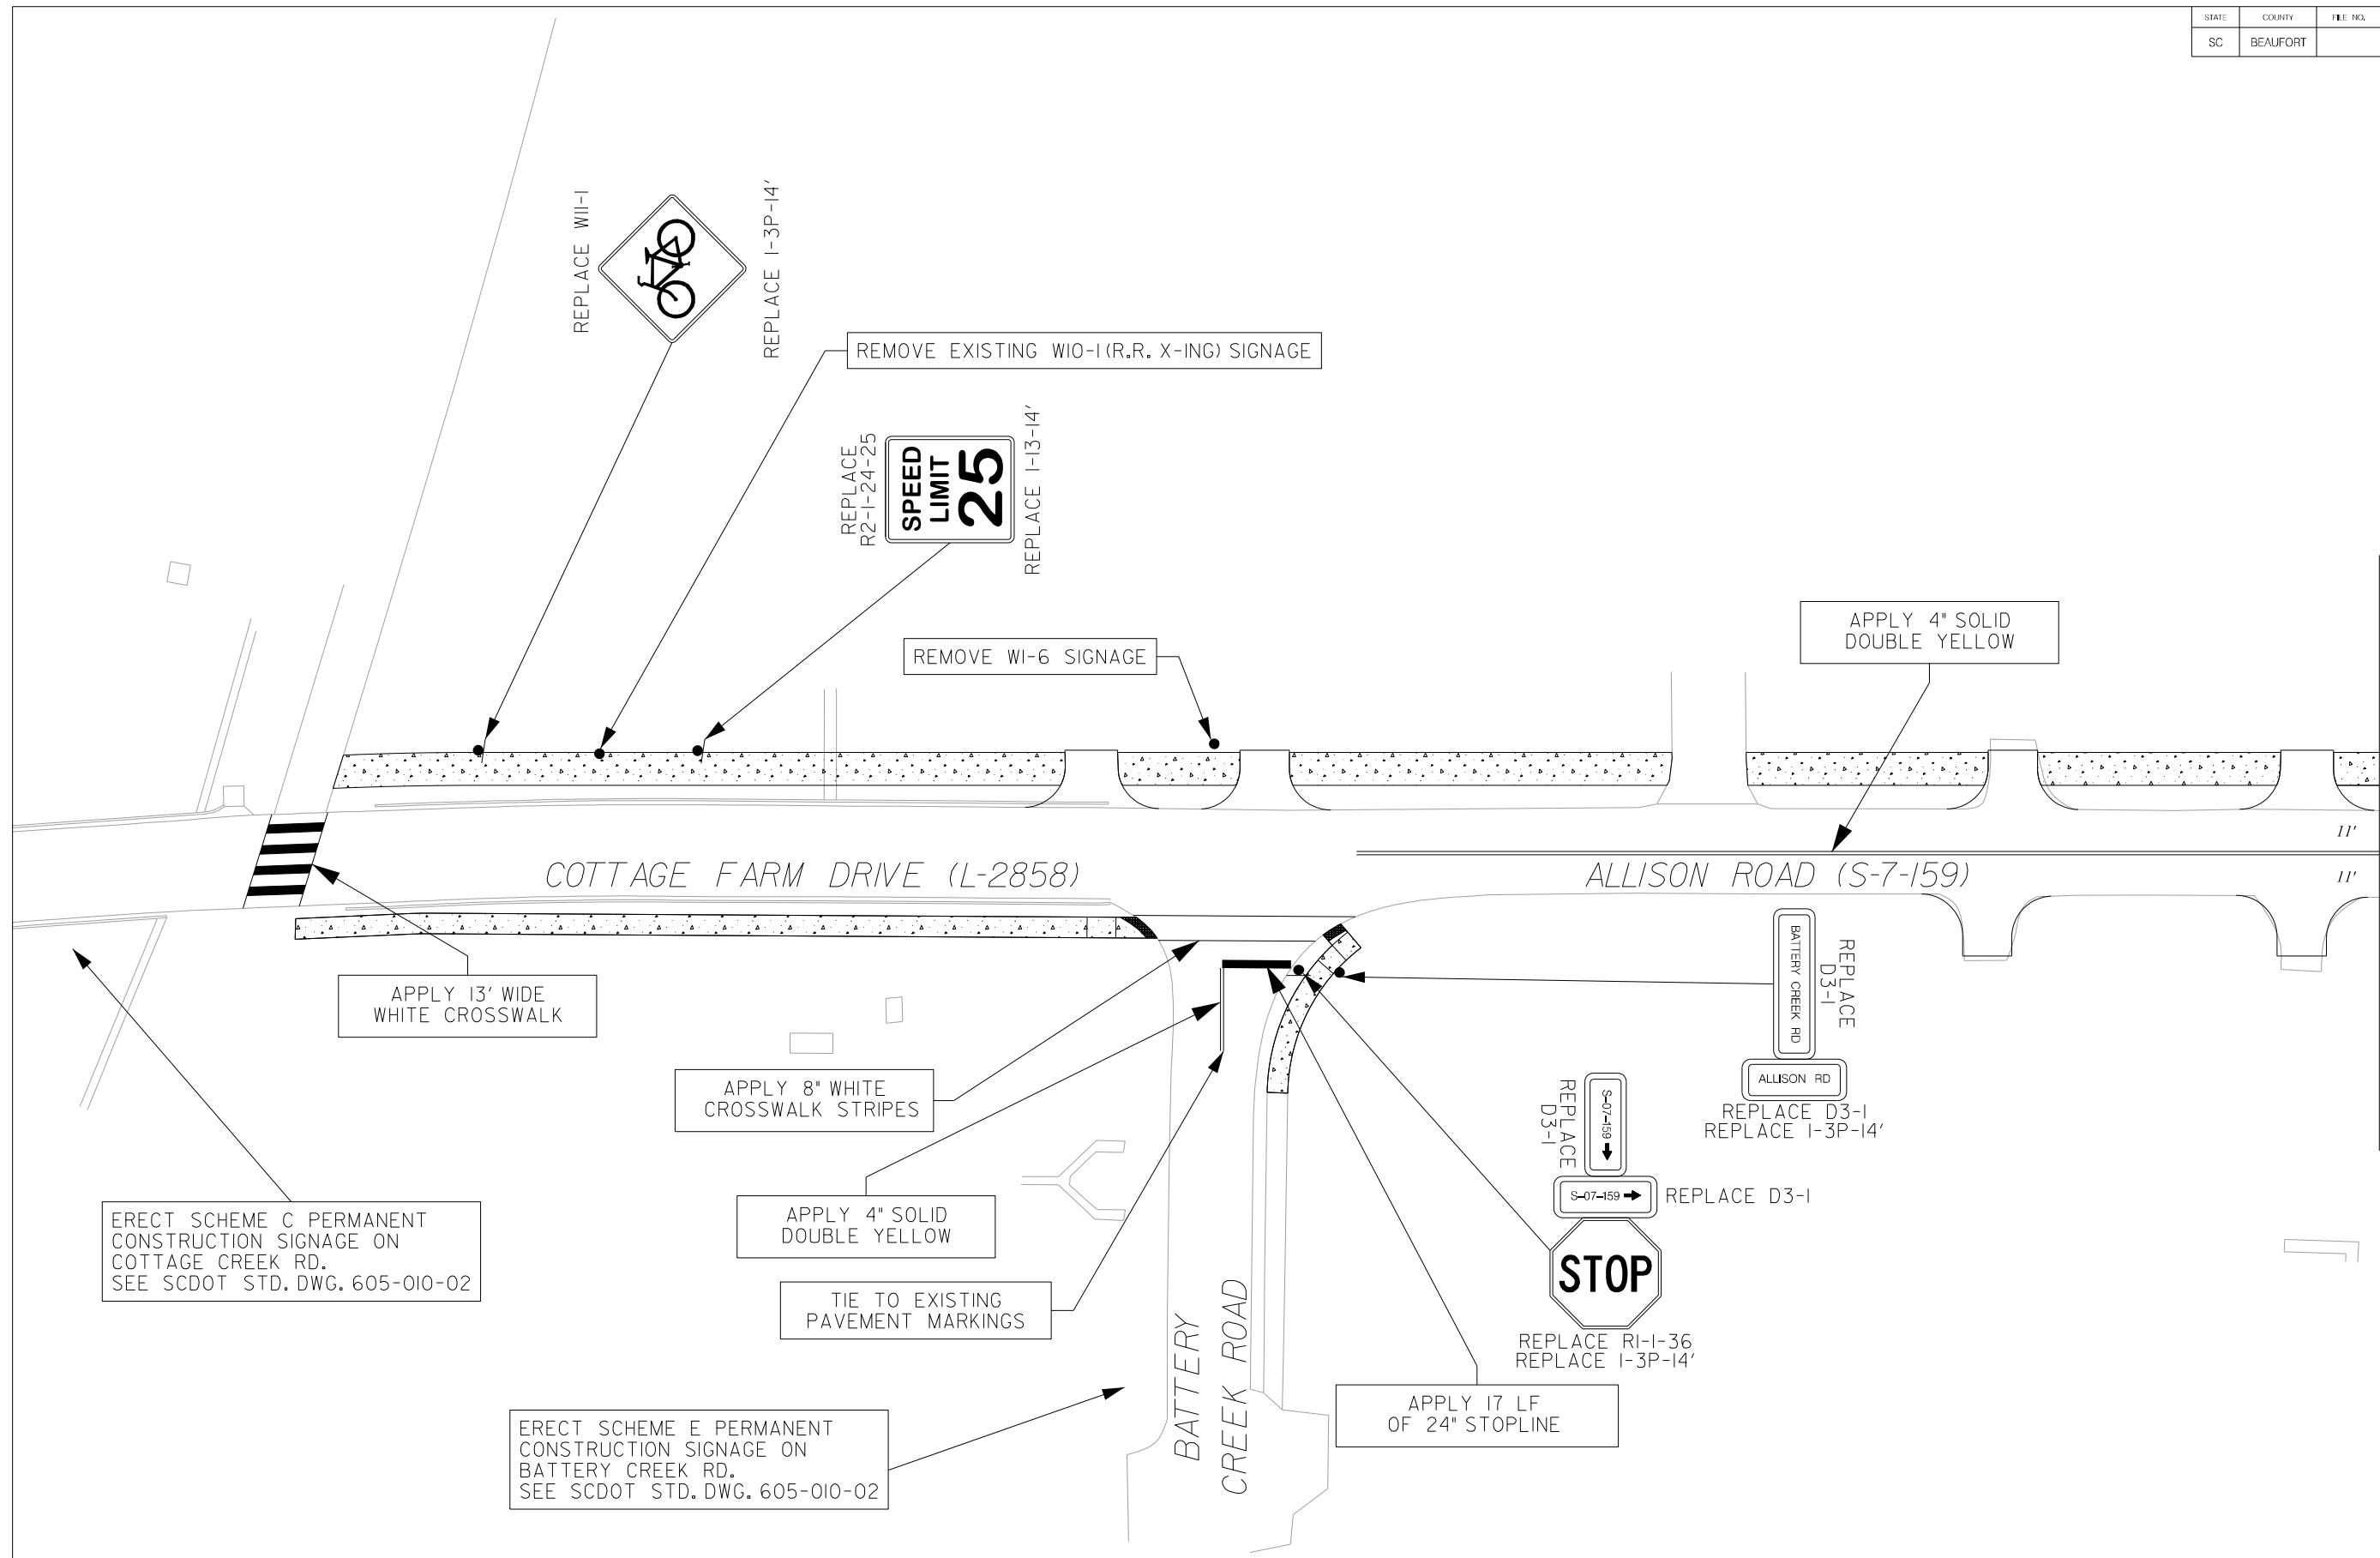 STATE COUNTY FILE NO.
SC BEAUFORT
REPLACE W11-1
REPLACE 1-3P-14'
REMOVE EXISTING W10-1 (R.R. X-ING) SIGNAGE
REPLACE
R2-1-24-25
SPEED
LIMIT
25
REPLACE 1-13-14'
REMOVE W1-6 SIGNAGE
APPLY 4" SOLID
DOUBLE YELLOW
11'
COTTAGE FARM DRIVE (L-2858)
ALLISON ROAD (S-7-159)
11'
APPLY 13' WIDE
WHITE CROSSWALK
BATTERY CREEK RD
REPLACE
D3-1
ALLISON RD
REPLACE D3-1
REPLACE 1-3P-14'
APPLY 8" WHITE
CROSSWALK STRIPES
REPLACE
D3-1
S-07-159
S-07-159
REPLACE D3-1
STOP
REPLACE R1-1-36
REPLACE 1-3P-14'
ERECT SCHEME C PERMANENT
CONSTRUCTION SIGNAGE ON
COTTAGE CREEK RD.
SEE SCDOT STD. DWG. 605-010-02
APPLY 4" SOLID
DOUBLE YELLOW
TIE TO EXISTING
PAVEMENT MARKINGS
BATTERY
CREEK ROAD
APPLY 17 LF
OF 24" STOPLINE
ERECT SCHEME E PERMANENT
CONSTRUCTION SIGNAGE ON
BATTERY CREEK RD.
SEE SCDOT STD. DWG. 605-010-02